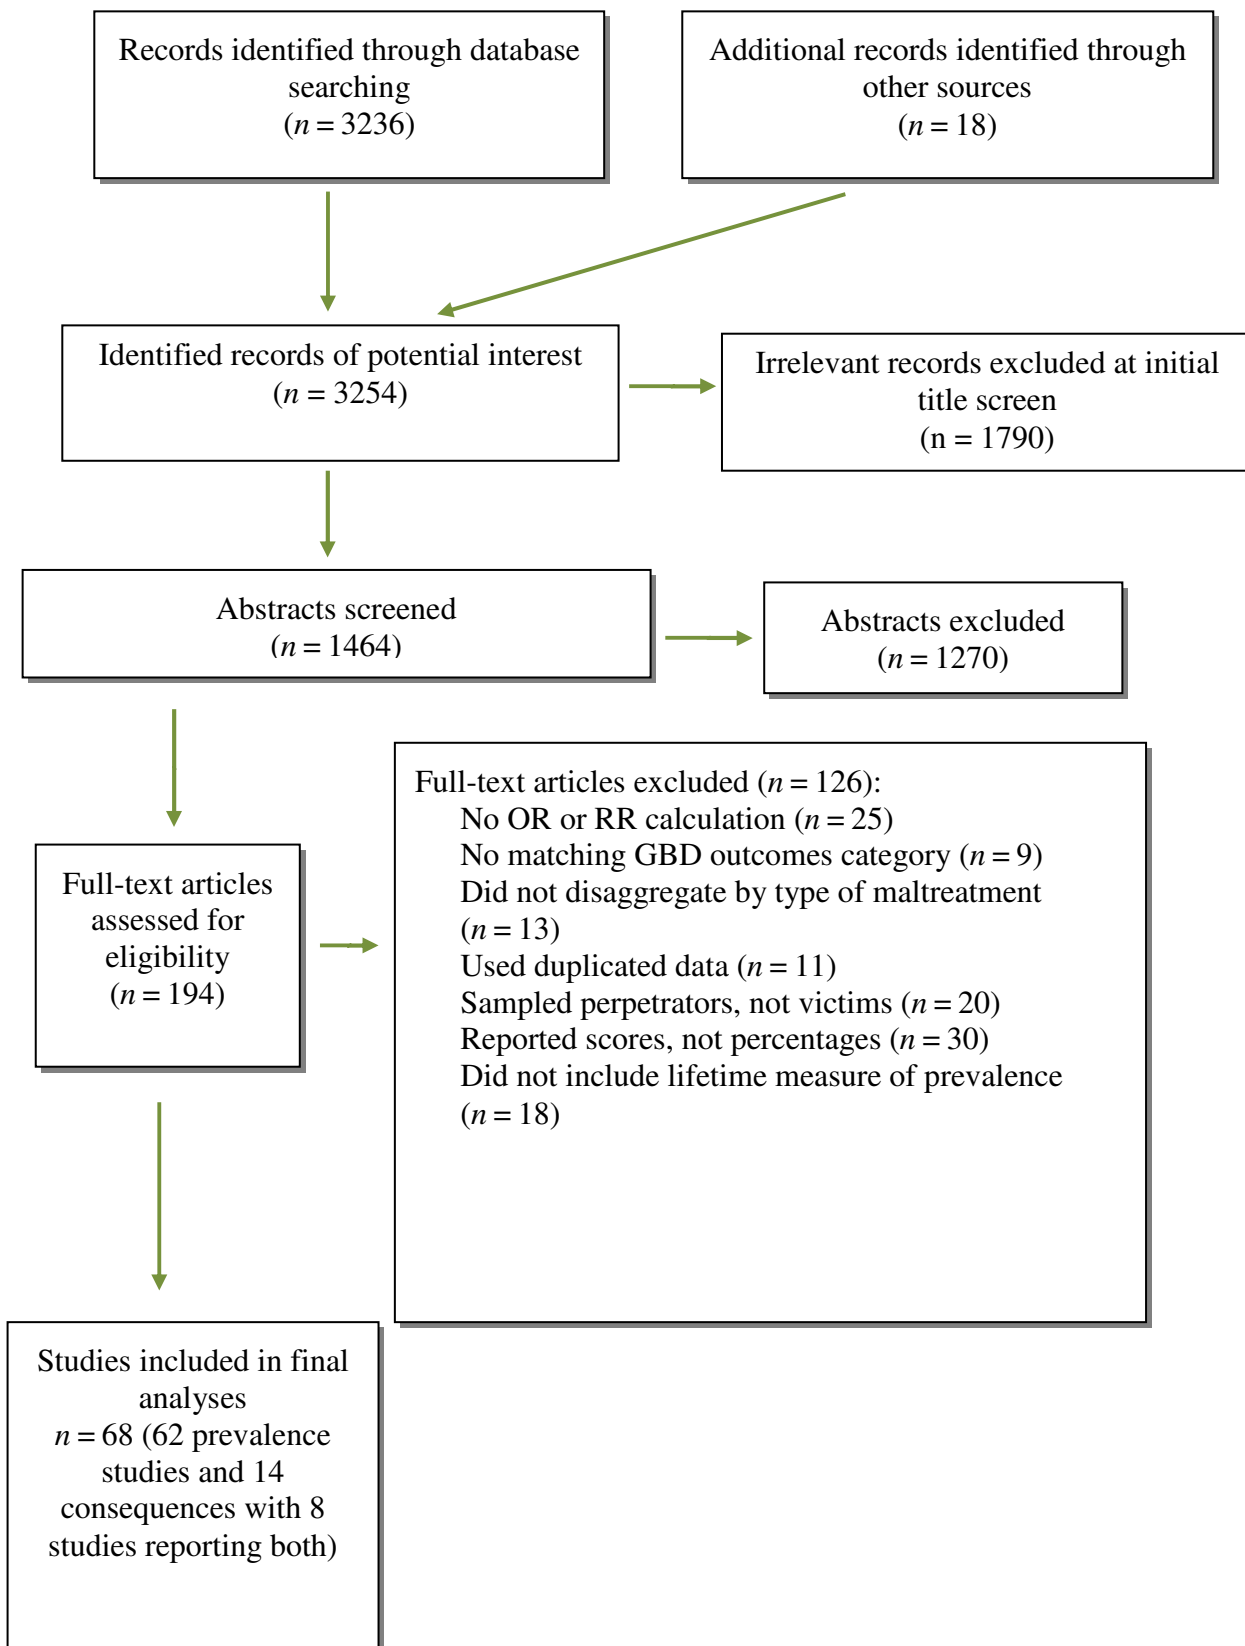 Records identified through database
searching
(n = 3236)
Additional records identified through
other sources
(n = 18)
Identified records of potential interest
(n = 3254)
Irrelevant records excluded at initial
title screen
(n = 1790)
Abstracts screened
(n = 1464)
Abstracts excluded
(n = 1270)
Full-text articles
assessed for
eligibility
(n = 194)
Full-text articles excluded (n = 126):
No OR or RR calculation (n = 25)
No matching GBD outcomes category (n = 9)
Did not disaggregate by type of maltreatment
(n = 13)
Used duplicated data (n = 11)
Sampled perpetrators, not victims (n = 20)
Reported scores, not percentages (n = 30)
Did not include lifetime measure of prevalence
(n = 18)
Studies included in final
analyses
n = 68 (62 prevalence
studies and 14
consequences with 8
studies reporting both)